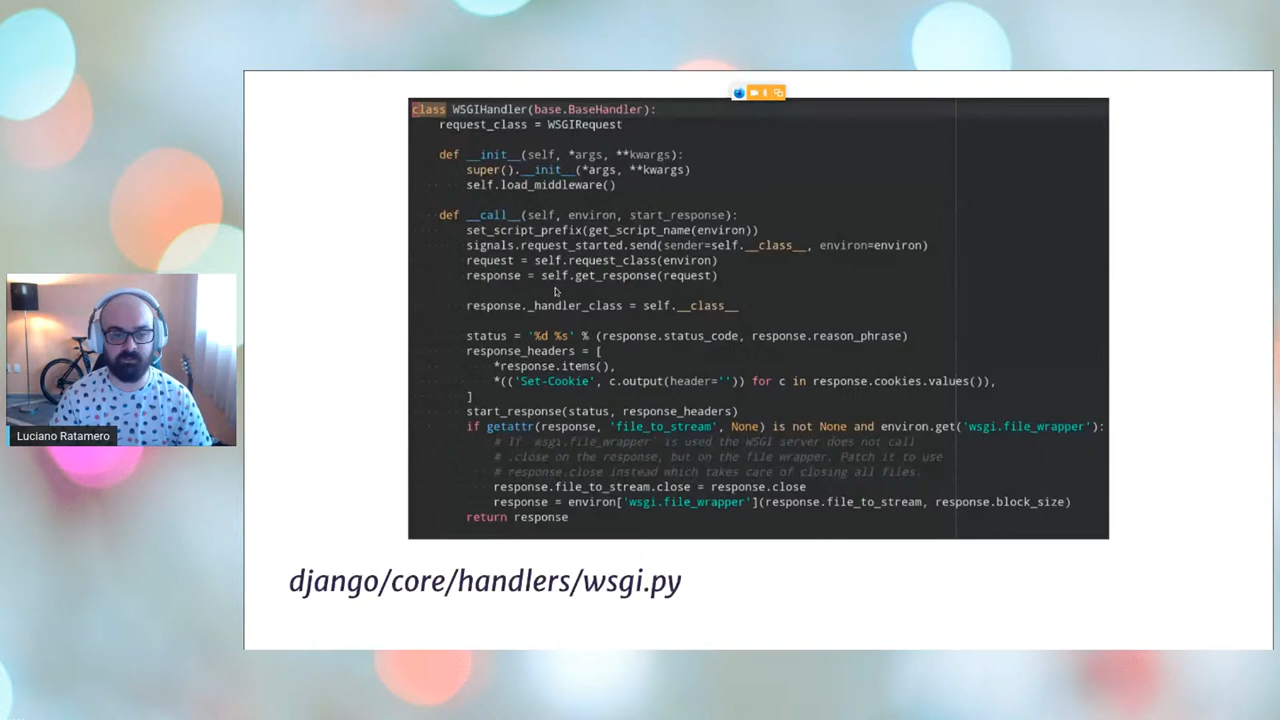 class WSGIHandler(base.BaseHandler):
request_class = WSGIRequest
def __init__(self, *args, **kwargs):
super().__init__(*args, **kwargs)
self.load_middleware()
def __call__(self, environ, start_response):
set_script_prefix(get_script_name(environ))
signals.request_started.send(sender=self.__class__, environ=environ)
request = self.request_class(environ)
response = self.get_response(request)
response._handler_class = self.__class__
status = '%d %s' % (response.status_code, response.reason_phrase)
response_headers = [
*response.items(),
*(('Set-Cookie', c.output(header='')) for c in response.cookies.values()),
]
start_response(status, response_headers)
if getattr(response, 'file_to_stream', None) is not None and environ.get('wsgi.file_wrapper'):
# If `wsgi.file_wrapper` is used the WSGI server does not call
# .close on the response, but on the file wrapper. Patch it to use
# response.close instead which takes care of closing all files.
response.file_to_stream.close = response.close
response = environ['wsgi.file_wrapper'](response.file_to_stream, response.block_size)
return response
Luciano Ratamero
django/core/handlers/wsgi.py